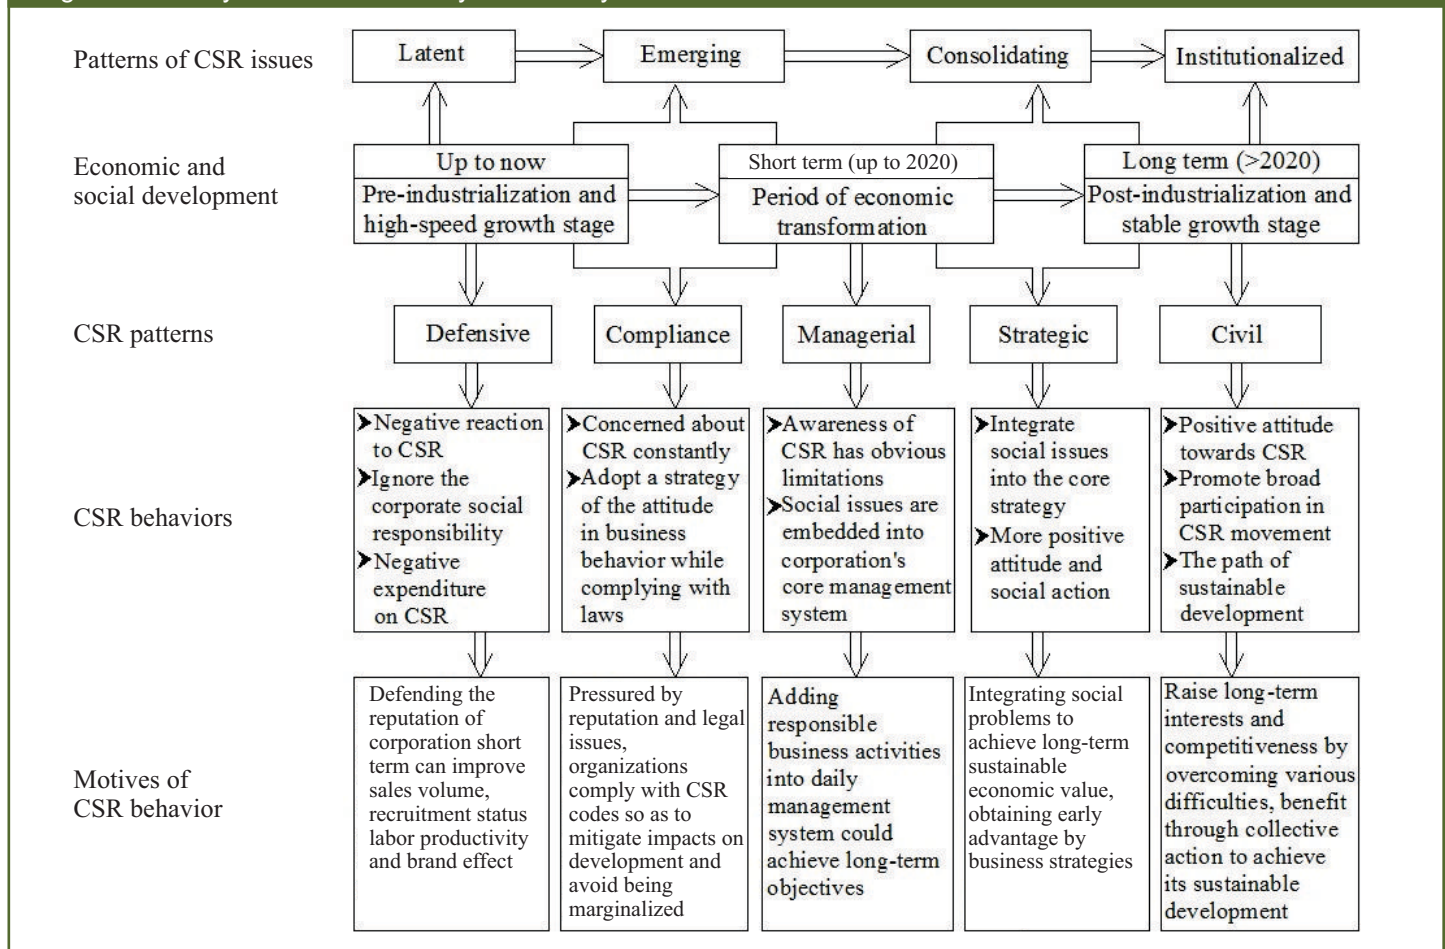 Patterns of CSR issues
Latent
Emerging
Consolidating
Institutionalized
Economic and
social development
Up to now
Pre-industrialization and
high-speed growth stage
Short term (up to 2020)
Period of economic
transformation
Long term (>2020)
Post-industrialization and
stable growth stage
CSR patterns
Defensive
Compliance
Managerial
Strategic
Civil
CSR behaviors
Negative reaction
to CSR
Ignore the
corporate social
responsibility
Negative
expenditure
on CSR
Concerned about
CSR constantly
Adopt a strategy
of the attitude
in business
behavior while
complying with
laws
Awareness of
CSR has obvious
limitations
Social issues are
embedded into
corporation's
core management
system
Integrate
social issues
into the core
strategy
More positive
attitude and
social action
Positive attitude
towards CSR
Promote broad
participation in
CSR movement
The path of
sustainable
development
Motives of
CSR behavior
Defending the
reputation of
corporation short
term can improve
sales volume,
recruitment status
labor productivity
and brand effect
Pressured by
reputation and legal
issues,
organizations
comply with CSR
codes so as to
mitigate impacts on
development and
avoid being
marginalized
Adding
responsible
business activities
into daily
management
system could
achieve long-term
objectives
Integrating social
problems to
achieve long-term
sustainable
economic value,
obtaining early
advantage by
business strategies
Raise long-term
interests and
competitiveness by
overcoming various
difficulties, benefit
through collective
action to achieve
its sustainable
development